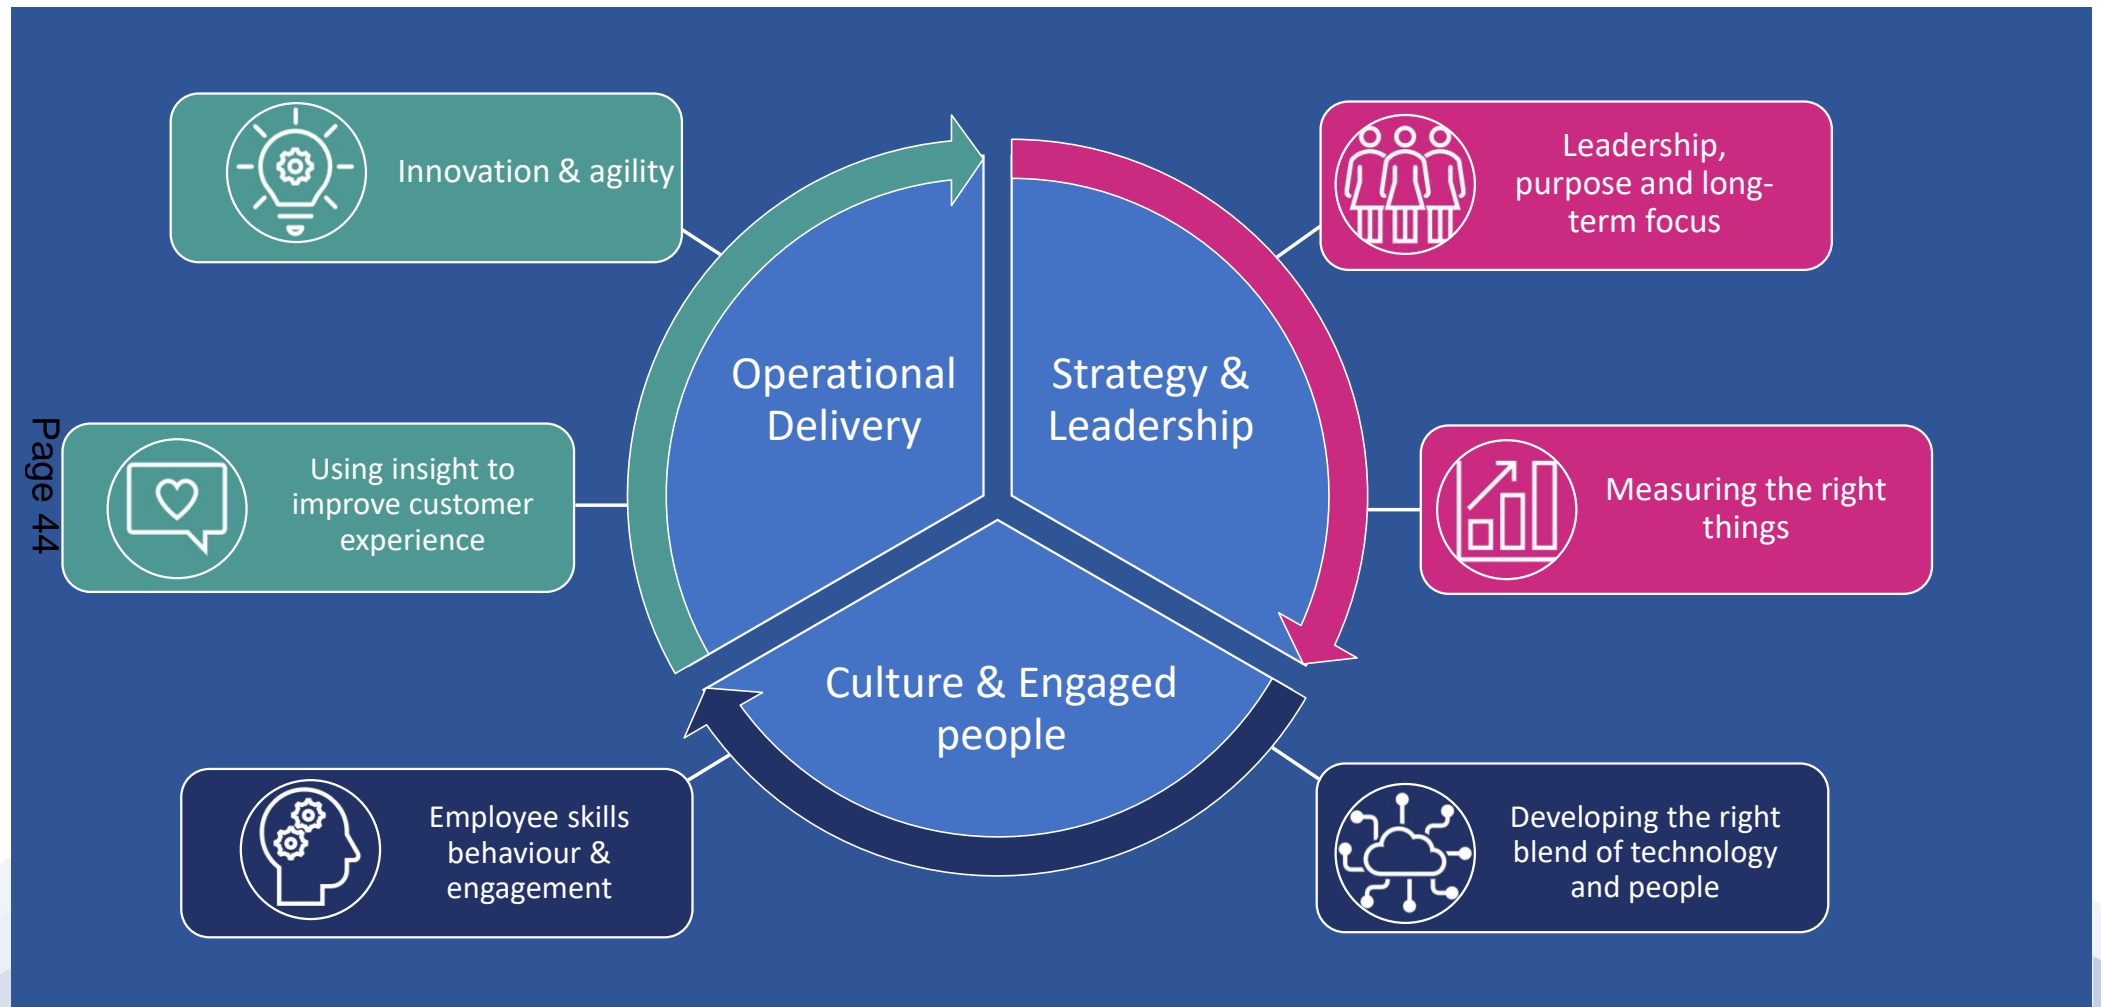 Innovation & agility
Leadership,
purpose and long-
term focus
Operational
Delivery
Strategy &
Leadership
Page 44
Using insight to
improve customer
experience
Measuring the right
things
Culture & Engaged
people
Employee skills
behaviour &
engagement
Developing the right
blend of technology
and people